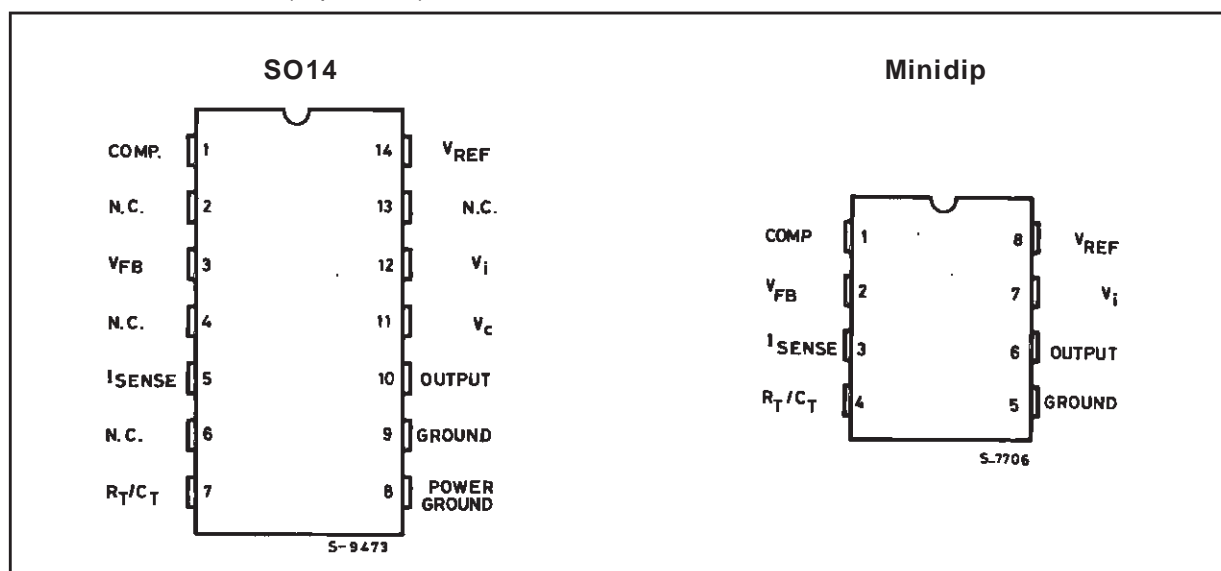 SO14
COMP. 1
N.C. 2
VFB 3
N.C. 4
ISENSE 5
N.C. 6
RT/CT 7
14 VREF
13 N.C.
12 Vi
11 Vc
10 OUTPUT
9 GROUND
8 POWER
GROUND
S-9473
Minidip
COMP 1
VFB 2
ISENSE 3
RT/CT 4
8 VREF
7 Vi
6 OUTPUT
5 GROUND
S-7706